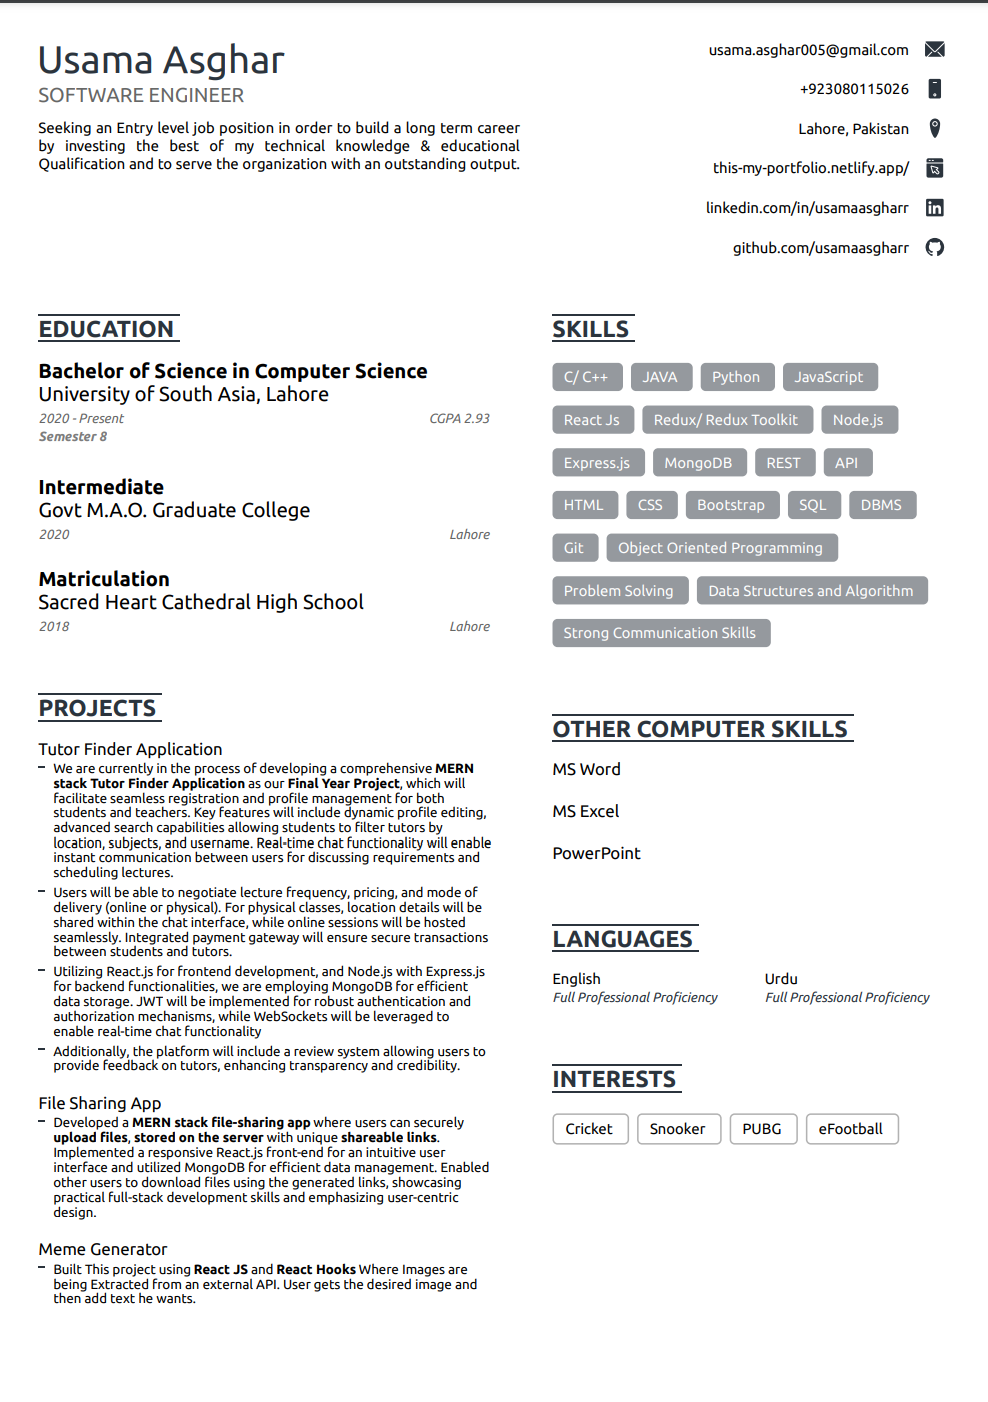 Usama Asghar
SOFTWARE ENGINEER
Seeking an Entry level job position in order to build a long term career
by investing the best of my technical knowledge & educational
Qualification and to serve the organization with an outstanding output.
usama.asghar005@gmail.com
+923080115026
Lahore, Pakistan
this-my-portfolio.netlify.app/
linkedin.com/in/usamaasgharr
github.com/usamaasgharr
EDUCATION
Bachelor of Science in Computer Science
University of South Asia, Lahore
2020 - Present CGPA 2.93
Semester 8
Intermediate
Govt M.A.O. Graduate College
2020 Lahore
Matriculation
Sacred Heart Cathedral High School
2018 Lahore
PROJECTS
Tutor Finder Application
– We are currently in the process of developing a comprehensive MERN
stack Tutor Finder Application as our Final Year Project, which will
facilitate seamless registration and profile management for both
students and teachers. Key features will include dynamic profile editing,
advanced search capabilities allowing students to filter tutors by
location, subjects, and username. Real-time chat functionality will enable
instant communication between users for discussing requirements and
scheduling lectures.
– Users will be able to negotiate lecture frequency, pricing, and mode of
delivery (online or physical). For physical classes, location details will be
shared within the chat interface, while online sessions will be hosted
seamlessly. Integrated payment gateway will ensure secure transactions
between students and tutors.
– Utilizing React.js for frontend development, and Node.js with Express.js
for backend functionalities, we are employing MongoDB for efficient
data storage. JWT will be implemented for robust authentication and
authorization mechanisms, while WebSockets will be leveraged to
enable real-time chat functionality
– Additionally, the platform will include a review system allowing users to
provide feedback on tutors, enhancing transparency and credibility.
File Sharing App
– Developed a MERN stack file-sharing app where users can securely
upload files, stored on the server with unique shareable links.
Implemented a responsive React.js front-end for an intuitive user
interface and utilized MongoDB for efficient data management. Enabled
other users to download files using the generated links, showcasing
practical full-stack development skills and emphasizing user-centric
design.
Meme Generator
– Built This project using React JS and React Hooks Where Images are
being Extracted from an external API. User gets the desired image and
then add text he wants.
SKILLS
C/ C++ JAVA Python JavaScript
React Js Redux/ Redux Toolkit Node.js
Express.js MongoDB REST API
HTML CSS Bootstrap SQL DBMS
Git Object Oriented Programming
Problem Solving Data Structures and Algorithm
Strong Communication Skills
OTHER COMPUTER SKILLS
MS Word
MS Excel
PowerPoint
LANGUAGES
English Urdu
Full Professional Proficiency Full Professional Proficiency
INTERESTS
Cricket Snooker PUBG eFootball